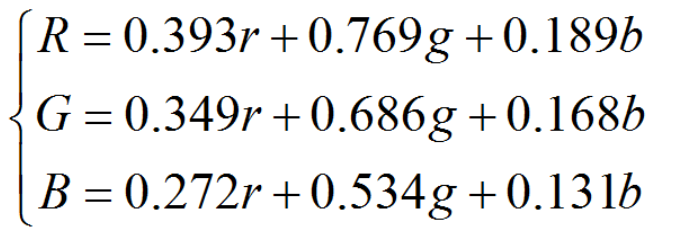 R = 0.393r + 0.769g + 0.189b
G = 0.349r + 0.686g + 0.168b
B = 0.272r + 0.534g + 0.131b